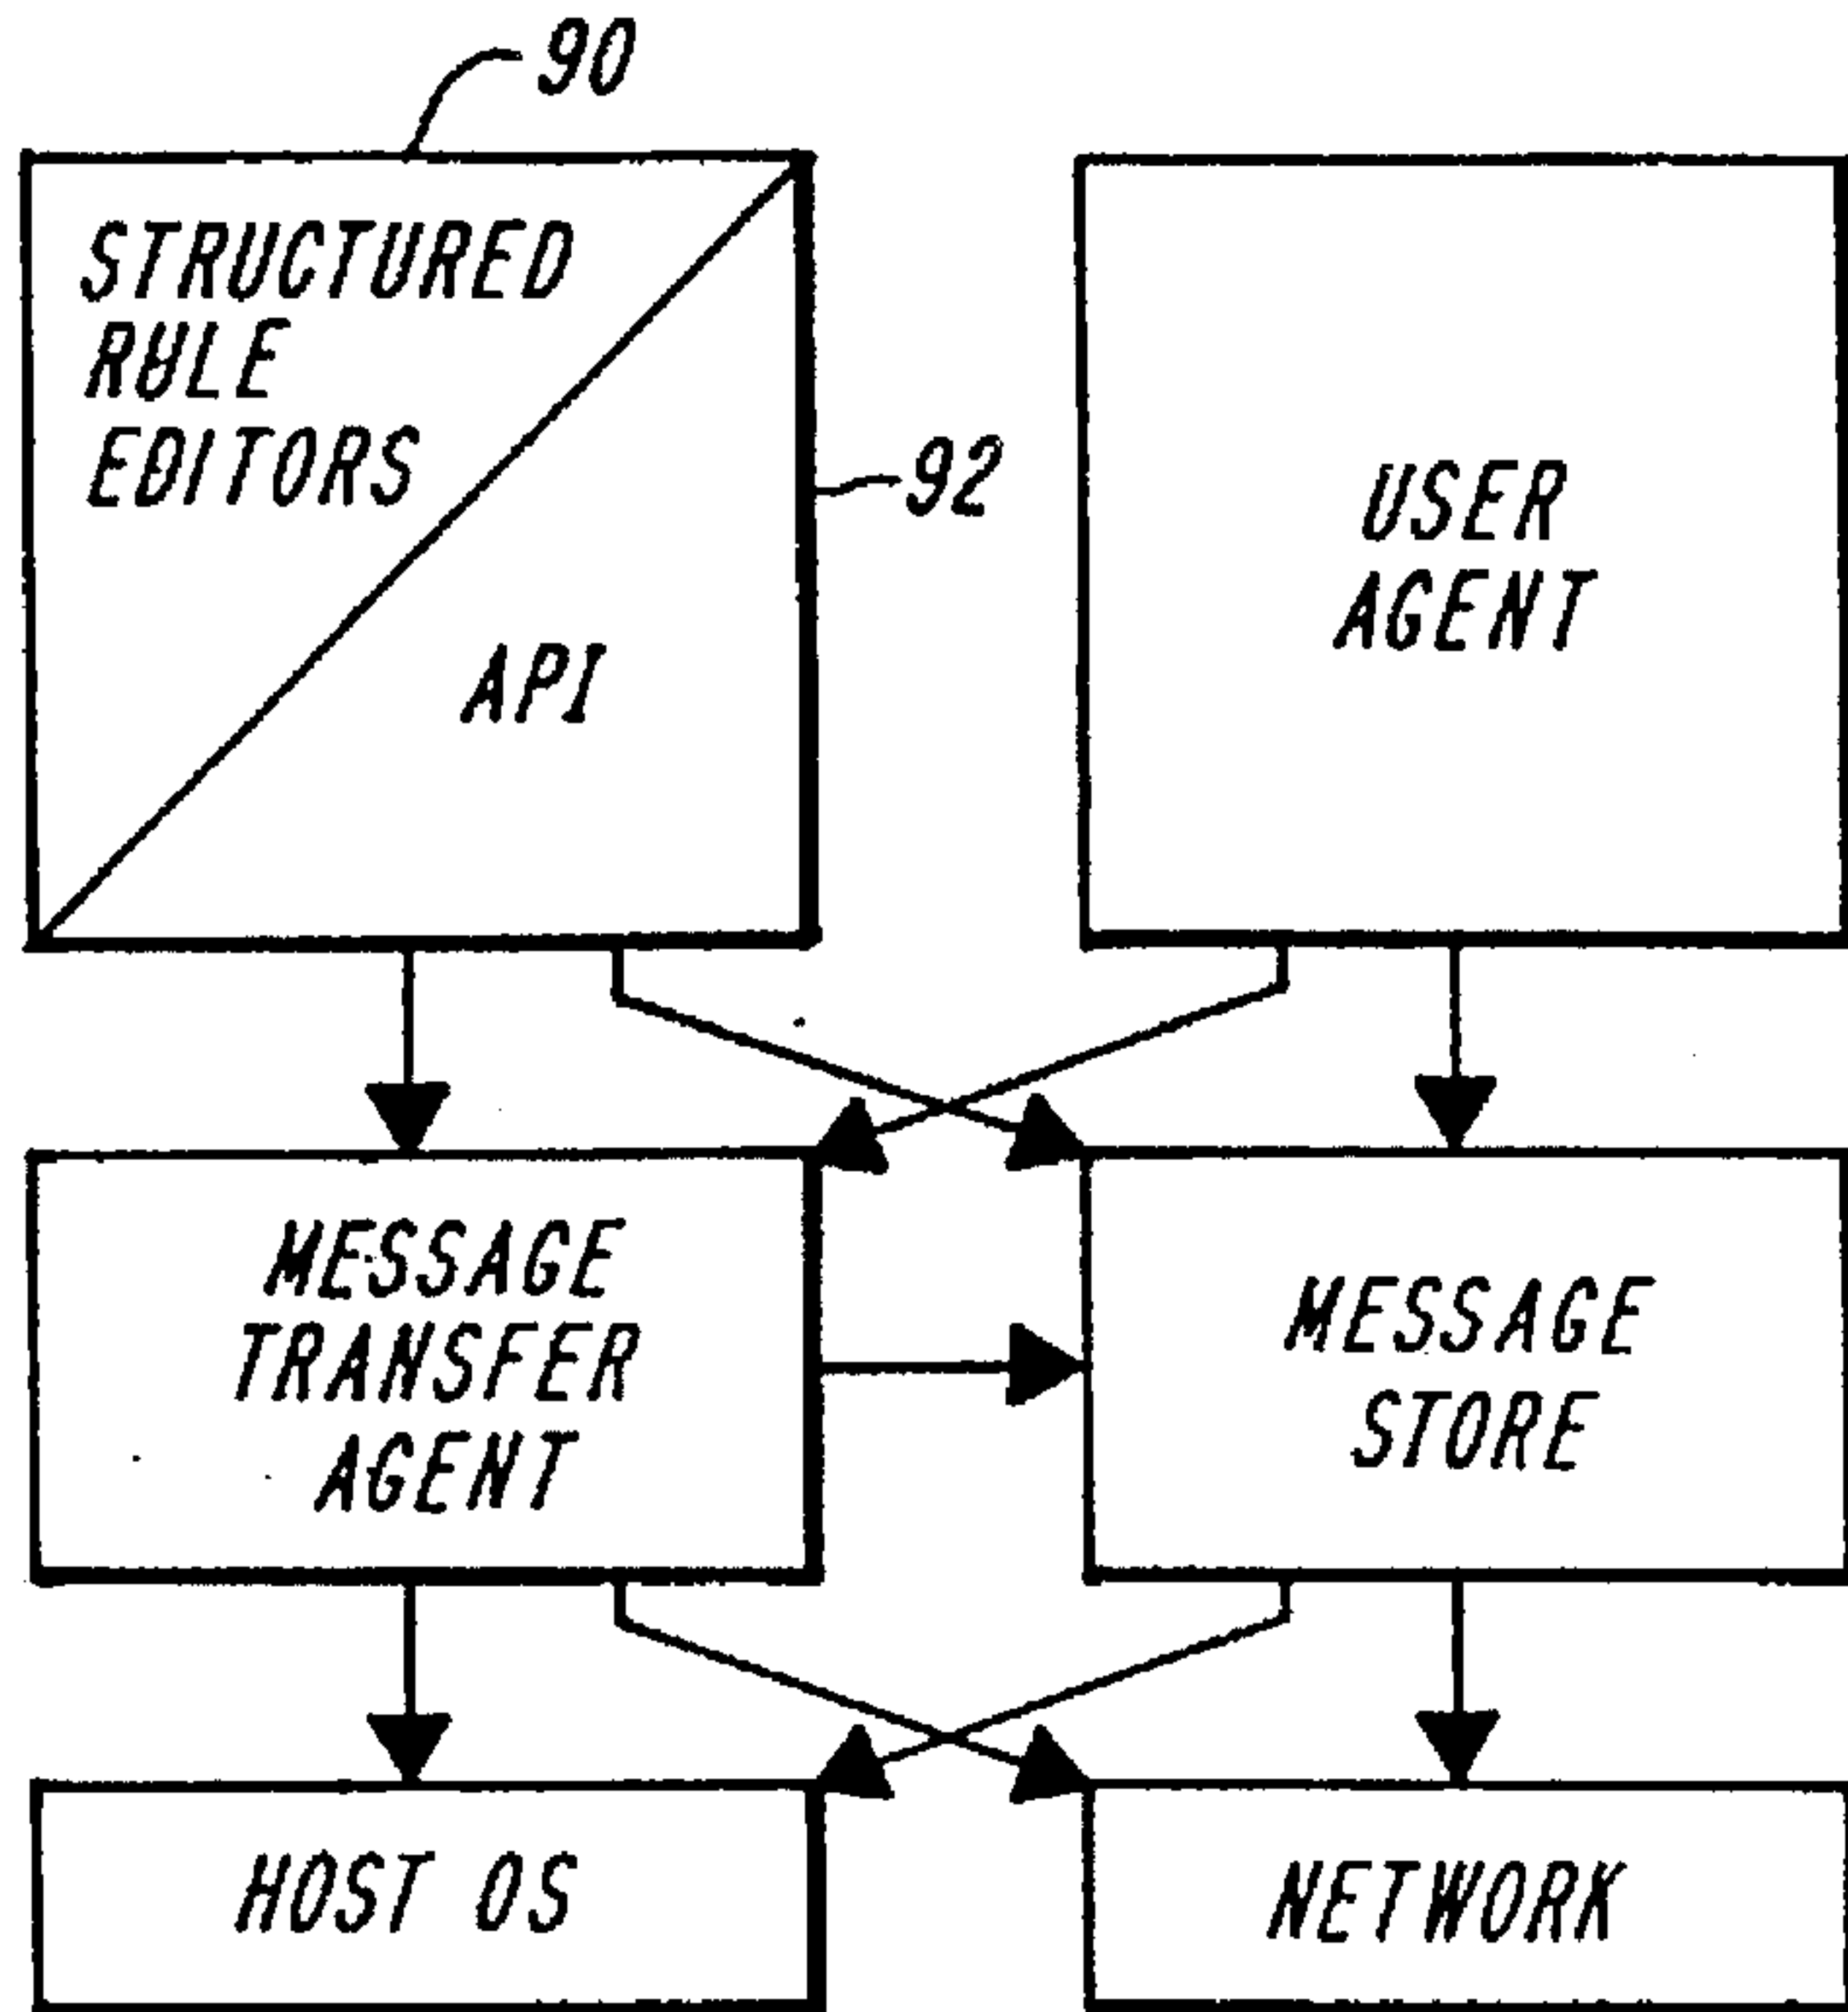 90
STRUCTURED
RULE
EDITORS
92
API
USER
AGENT
MESSAGE
TRANSFER
AGENT
MESSAGE
STORE
HOST OS
NETWORK